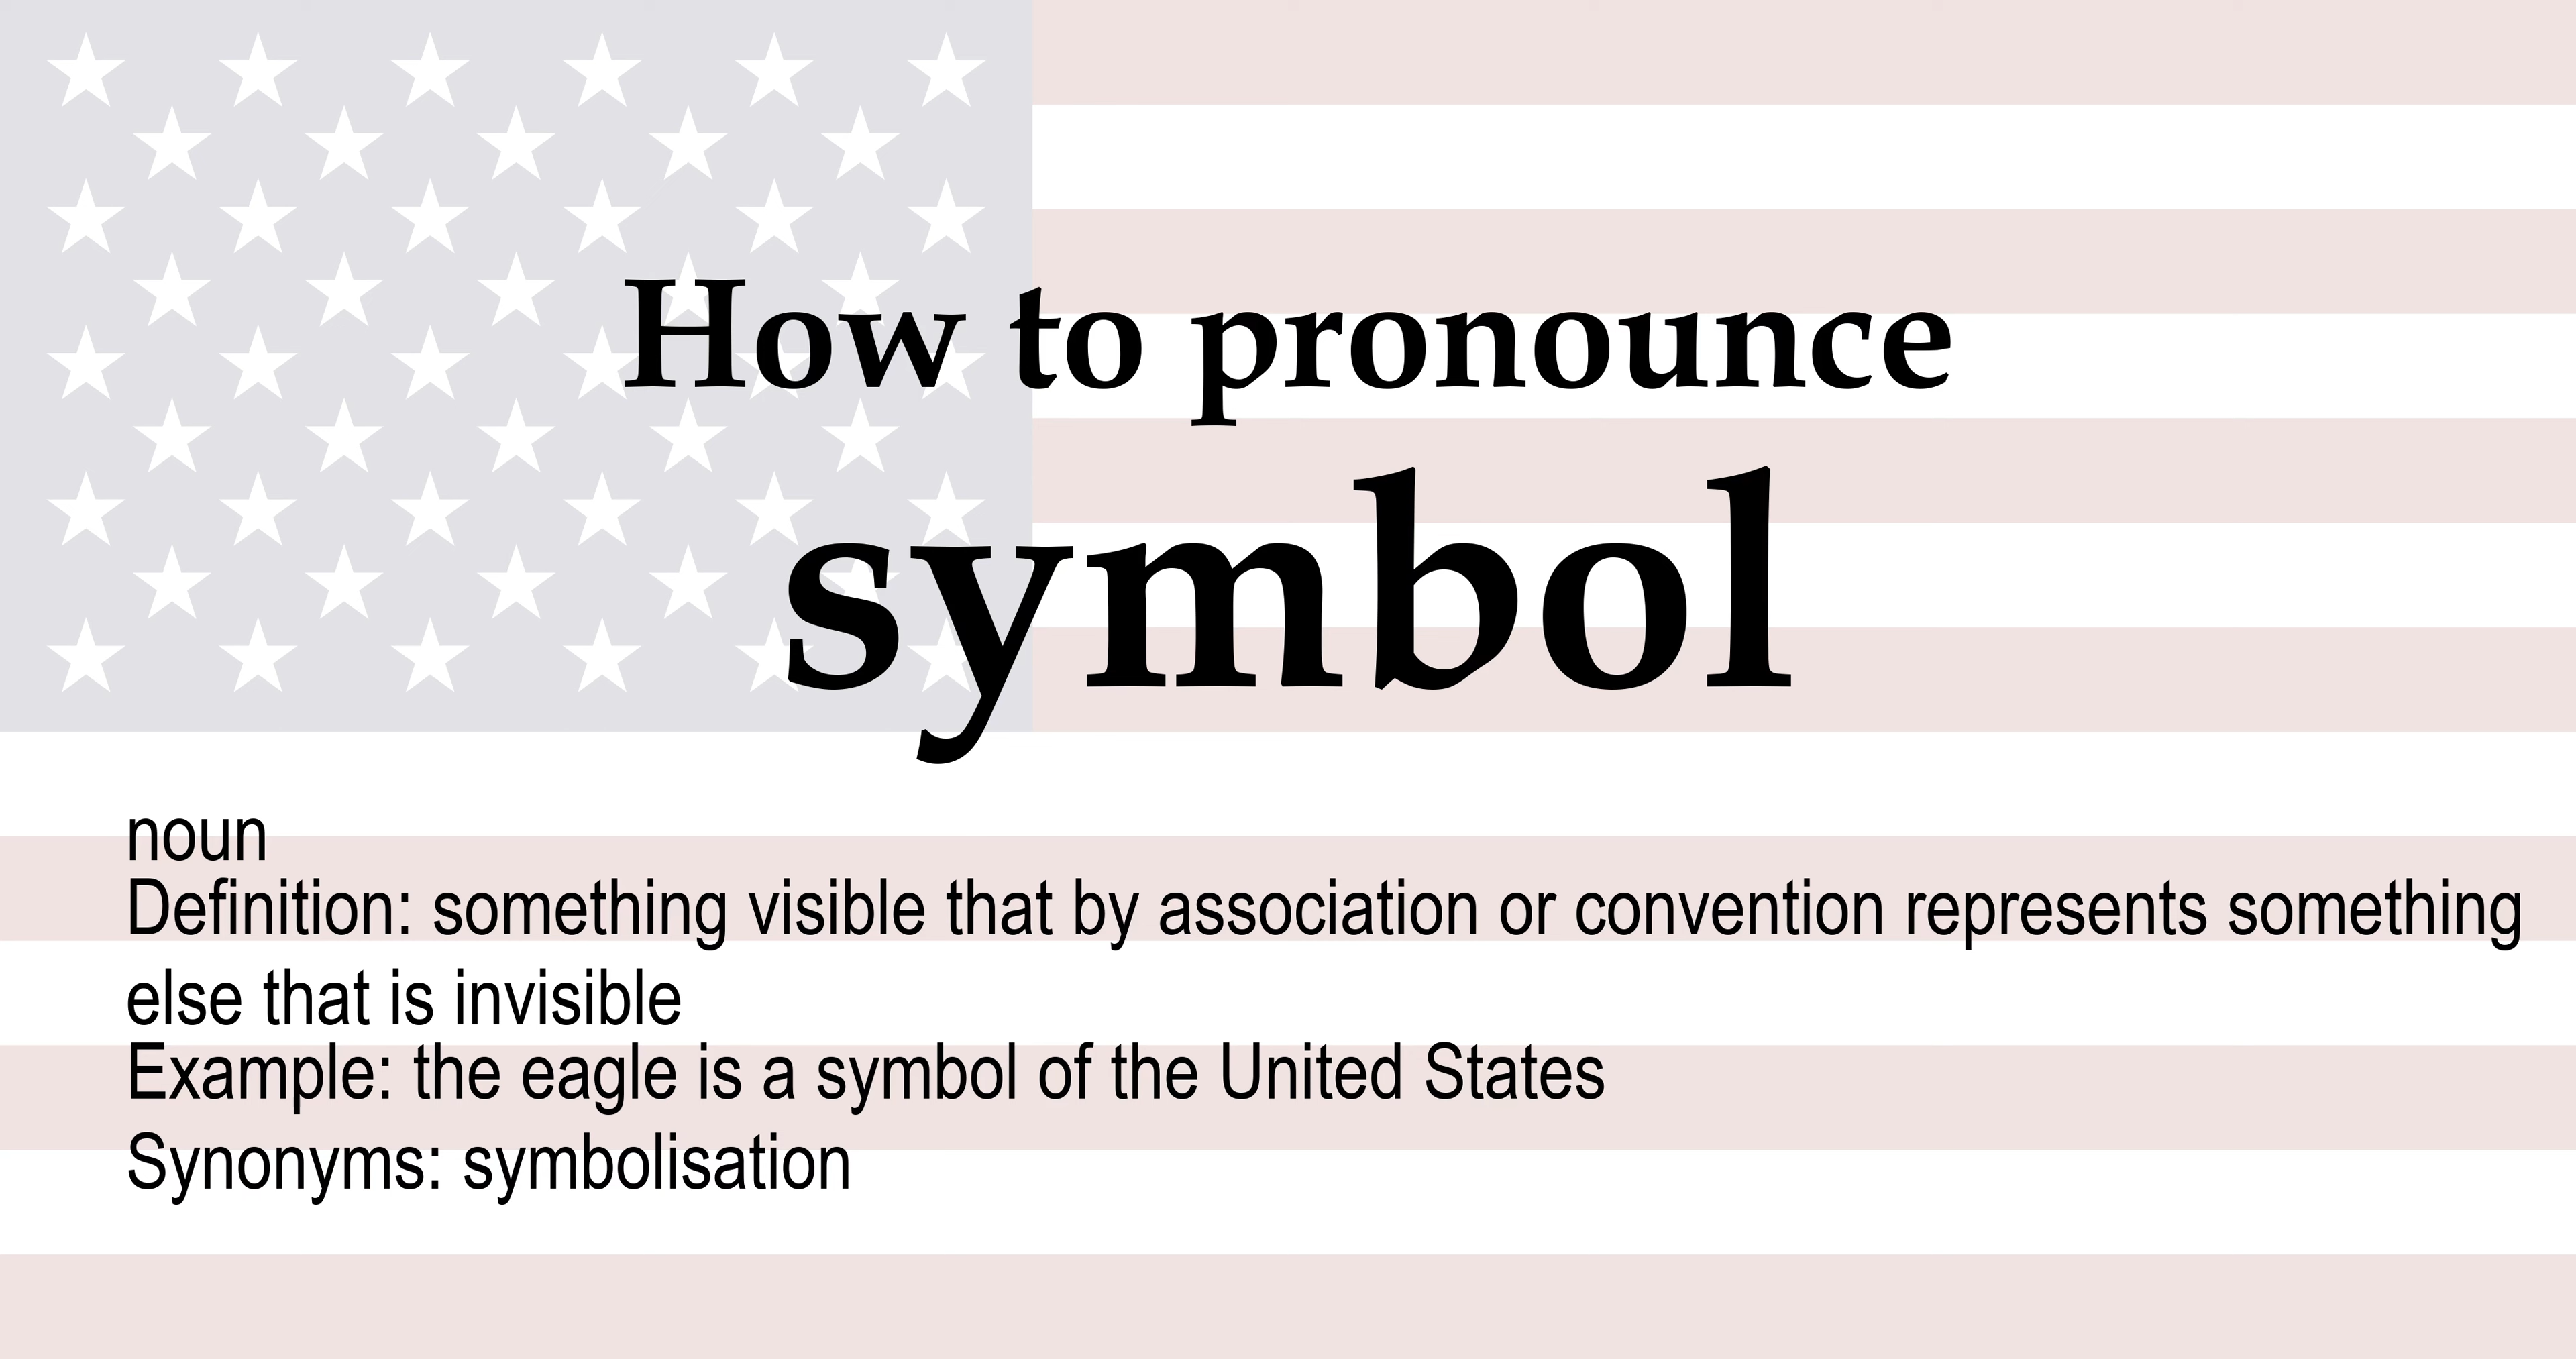 How to pronounce
symbol
noun
Definition: something visible that by association or convention represents something
else that is invisible
Example: the eagle is a symbol of the United States
Synonyms: symbolisation